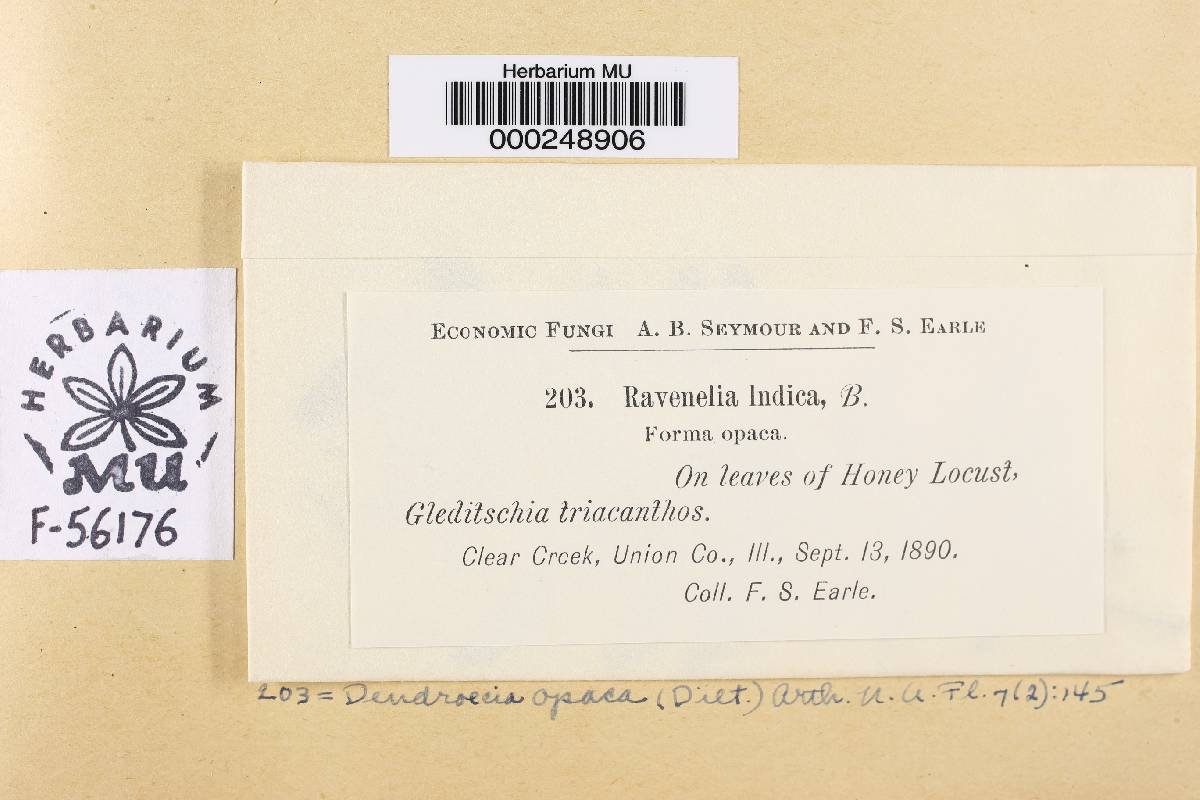 Herbarium MU
000248906
HERBARIUM
MU
F-56176
Economic Fungi A. B. Seymour and F. S. Earle
203. Ravenelia Indica, B.
Forma opaca.
On leaves of Honey Locust,
Gleditschia triacanthos.
Clear Creek, Union Co., Ill., Sept. 13, 1890.
Coll. F. S. Earle.
203 = Dendroecia opaca (Diet.) Arth. N. A. Fl. 7(2):145